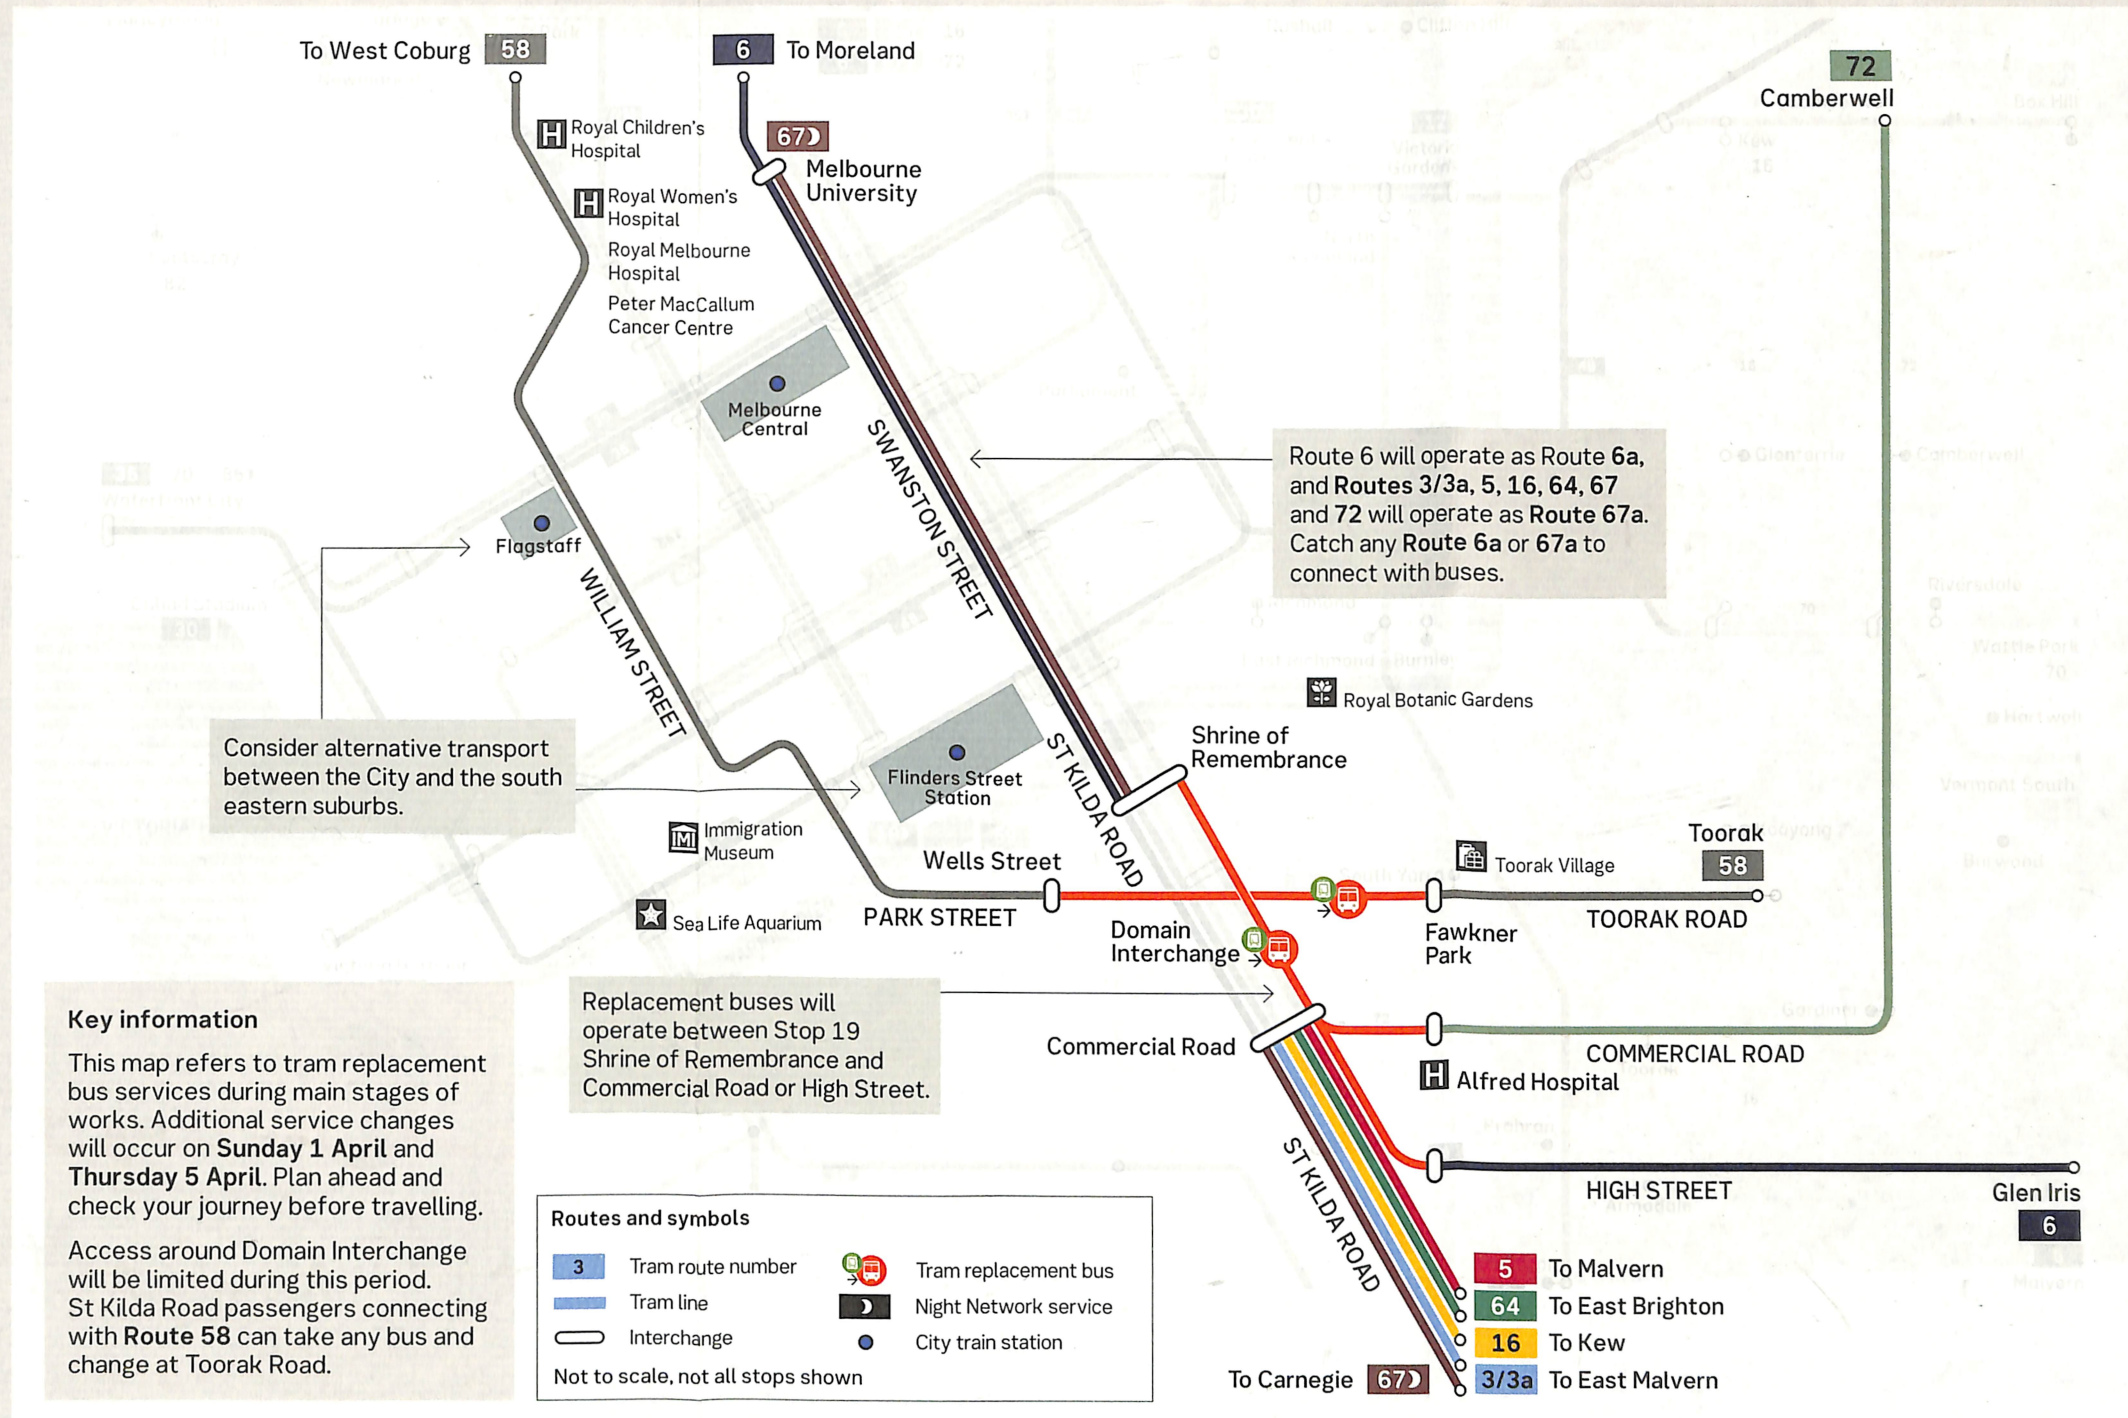 To West Coburg 58
6 To Moreland
72
Camberwell
67
Melbourne
University
Royal Children's
Hospital
Royal Women's
Hospital
Royal Melbourne
Hospital
Peter MacCallum
Cancer Centre
Melbourne
Central
Flagstaff
SWANSTON STREET
WILLIAM STREET
Route 6 will operate as Route 6a,
and Routes 3/3a, 5, 16, 64, 67
and 72 will operate as Route 67a.
Catch any Route 6a or 67a to
connect with buses.
Royal Botanic Gardens
Shrine of
Remembrance
Consider alternative transport
between the City and the south
eastern suburbs.
Flinders Street
Station
ST KILDA ROAD
Immigration
Museum
Sea Life Aquarium
Wells Street
PARK STREET
Toorak
58
Toorak Village
TOORAK ROAD
Domain
Interchange
Fawkner
Park
Replacement buses will
operate between Stop 19
Shrine of Remembrance and
Commercial Road or High Street.
Commercial Road
COMMERCIAL ROAD
Alfred Hospital
HIGH STREET
Glen Iris
6
ST KILDA ROAD
5 To Malvern
64 To East Brighton
16 To Kew
3/3a To East Malvern
To Carnegie 67
Key information
This map refers to tram replacement
bus services during main stages of
works. Additional service changes
will occur on Sunday 1 April and
Thursday 5 April. Plan ahead and
check your journey before travelling.
Access around Domain Interchange
will be limited during this period.
St Kilda Road passengers connecting
with Route 58 can take any bus and
change at Toorak Road.
Routes and symbols
3 Tram route number
Tram line
Interchange
Tram replacement bus
Night Network service
City train station
Not to scale, not all stops shown